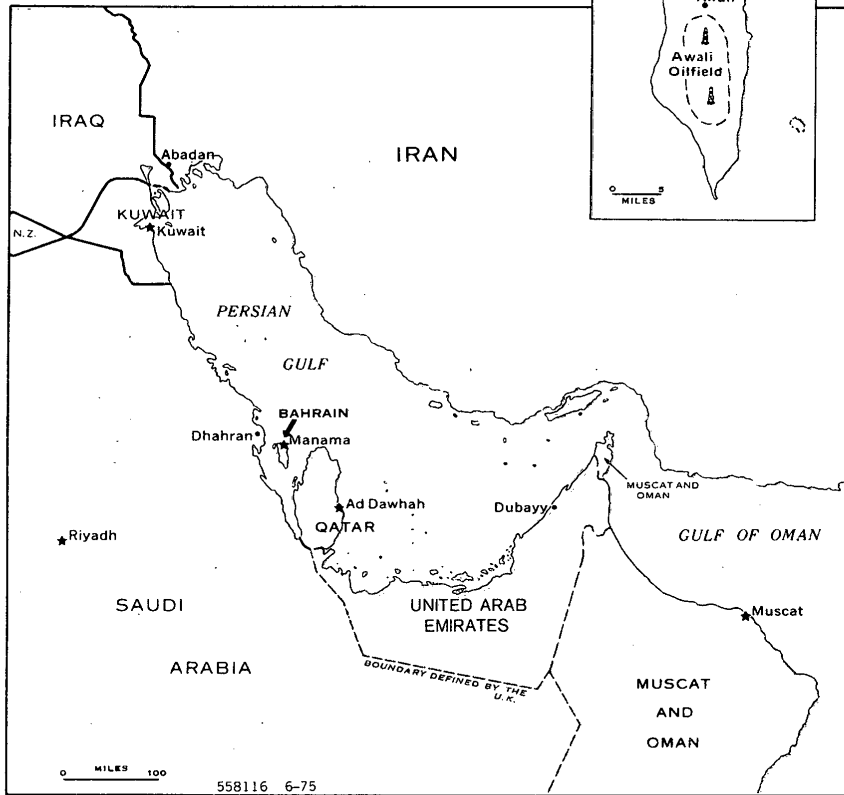 Awali
Oilfield
0 5
MILES
IRAQ
Abadan
IRAN
KUWAIT
Kuwait
N.Z.
PERSIAN
GULF
BAHRAIN
Dhahran
Manama
MUSCAT AND
OMAN
Ad Dawhah
QATAR
Dubayy
Riyadh
GULF OF OMAN
SAUDI
ARABIA
UNITED ARAB
EMIRATES
Muscat
BOUNDARY DEFINED BY THE
U.K.
MUSCAT
AND
OMAN
MILES
0 100
558116 6-75